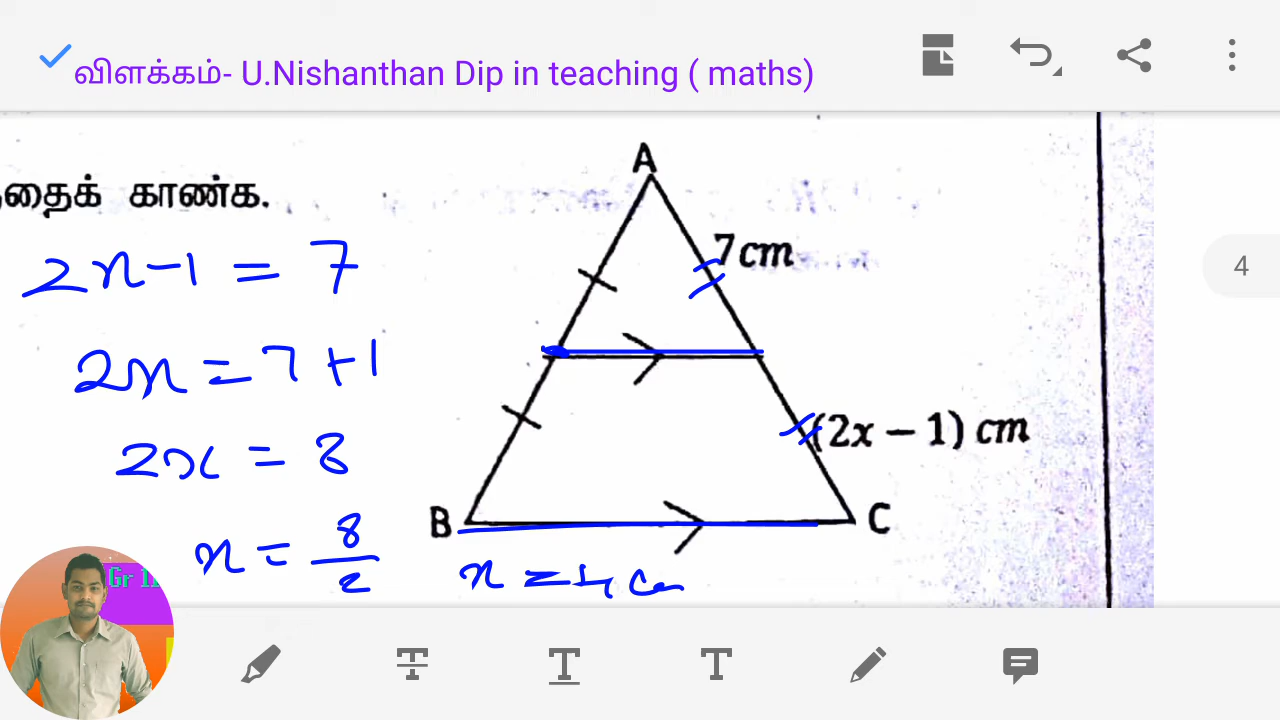 விளக்கம்- U.Nishanthan Dip in teaching ( maths)
தைக் காண்க.
A
7cm
2x-1 = 7
4
2x = 7+1
(2x – 1) cm
2x = 8
B
C
x = 8/2
x = 4 cm